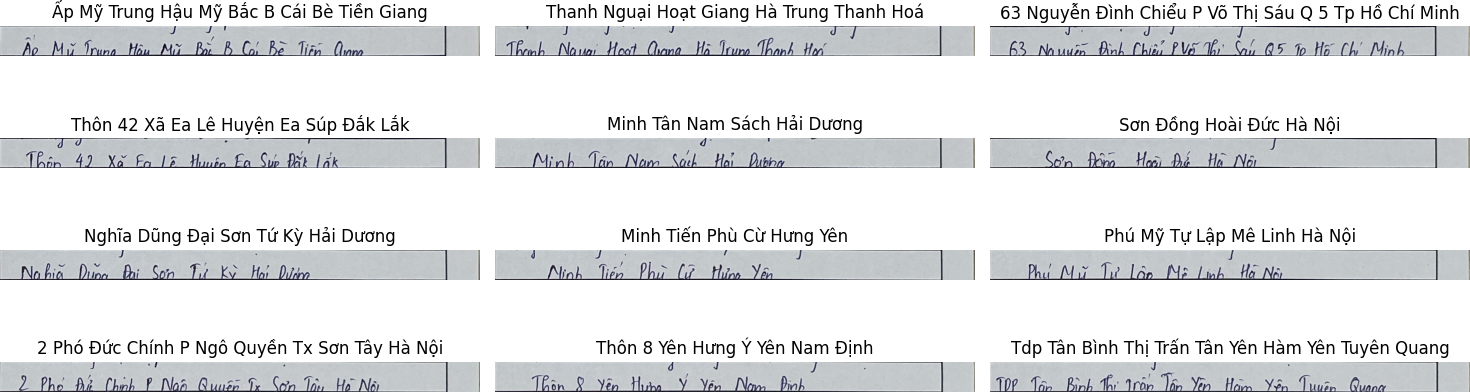 Ấp Mỹ Trung Hậu Mỹ Bắc B Cái Bè Tiền Giang
Thanh Nguại Hoạt Giang Hà Trung Thanh Hoá
63 Nguyễn Đình Chiểu P Võ Thị Sáu Q 5 Tp Hồ Chí Minh
Ấp Mỹ Trung Hậu Mỹ Bắc B Cái Bè Tiền Giang
Thanh Nguại Hoạt Giang Hà Trung Thanh Hoá
63 Nguyễn Đình Chiểu P Võ Thị Sáu Q5 Tp Hồ Chí Minh
Thôn 42 Xã Ea Lê Huyện Ea Súp Đắk Lắk
Minh Tân Nam Sách Hải Dương
Sơn Đồng Hoài Đức Hà Nội
Thôn 42 Xã Ea Lê Huyện Ea Súp Đắk Lắk
Minh Tân Nam Sách Hải Dương
Sơn Đồng Hoài Đức Hà Nội
Nghĩa Dũng Đại Sơn Tứ Kỳ Hải Dương
Minh Tiến Phù Cừ Hưng Yên
Phú Mỹ Tự Lập Mê Linh Hà Nội
Nghĩa Dũng Đại Sơn Tứ Kỳ Hải Dương
Minh Tiến Phù Cừ Hưng Yên
Phú Mỹ Tự Lập Mê Linh Hà Nội
2 Phó Đức Chính P Ngô Quyền Tx Sơn Tây Hà Nội
Thôn 8 Yên Hưng Ý Yên Nam Định
Tdp Tân Bình Thị Trấn Tân Yên Hàm Yên Tuyên Quang
2 Phó Đức Chính P Ngô Quyền Tx Sơn Tây Hà Nội
Thôn 8 Yên Hưng Ý Yên Nam Định
TDP Tân Bình Thị Trấn Tân Yên Hàm Yên Tuyên Quang